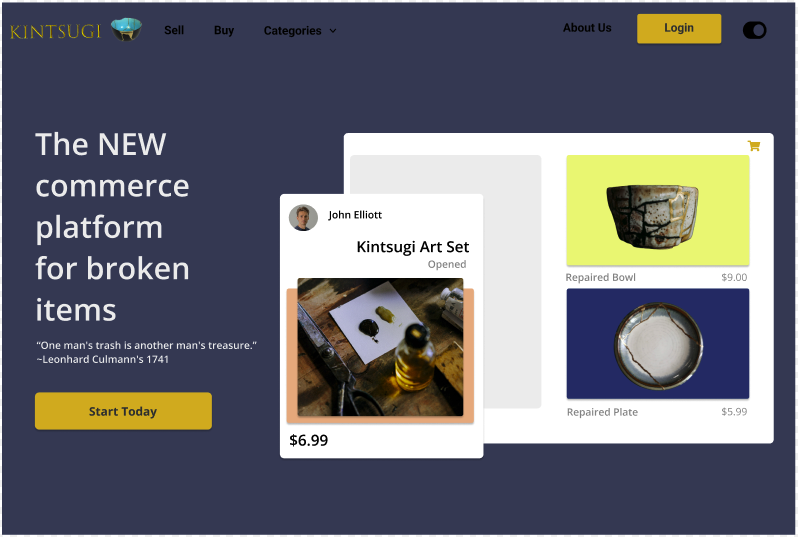 KINTSUGI
Sell
Buy
Categories
About Us
Login
The NEW
commerce
platform
for broken
items
“One man's trash is another man's treasure.”
~Leonhard Culmann's 1741
Start Today
John Elliott
Kintsugi Art Set
Opened
$6.99
Repaired Bowl $9.00
Repaired Plate $5.99